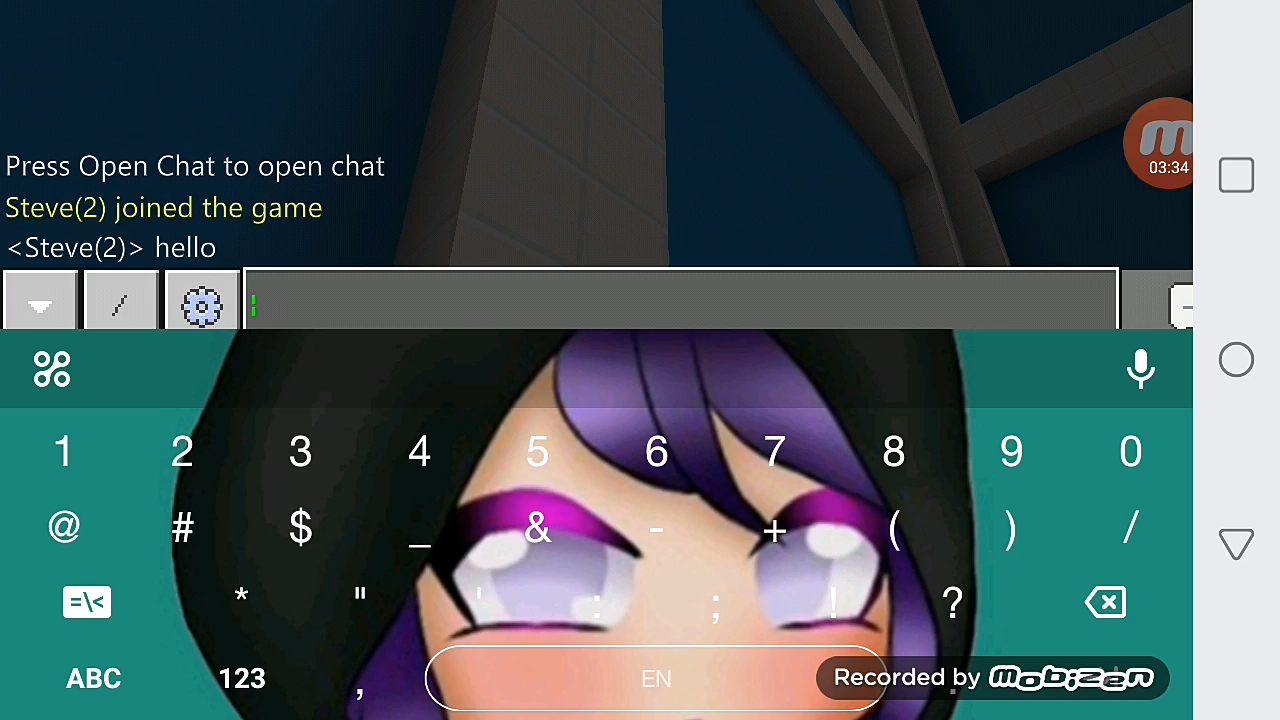 Press Open Chat to open chat
Steve(2) joined the game
<Steve(2)> hello
03:34
/
1 2 3 4 5 6 7 8 9 0
@ # $ _ & - + ( ) /
=\< * " ' : ; ! ?
ABC 123 , EN
Recorded by mobizen